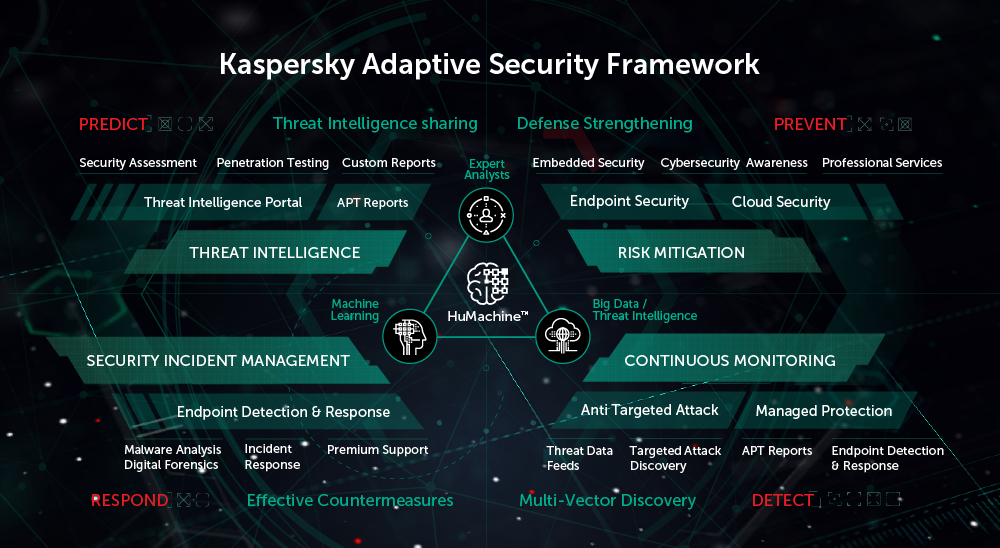 Kaspersky Adaptive Security Framework
PREDICT
Threat Intelligence sharing
Defense Strengthening
PREVENT
Security Assessment
Penetration Testing
Custom Reports
Expert
Analysts
Embedded Security
Cybersecurity Awareness
Professional Services
Threat Intelligence Portal
APT Reports
Endpoint Security
Cloud Security
THREAT INTELLIGENCE
RISK MITIGATION
Machine
Learning
HuMachine™
Big Data /
Threat Intelligence
SECURITY INCIDENT MANAGEMENT
CONTINUOUS MONITORING
Endpoint Detection & Response
Anti Targeted Attack
Managed Protection
Malware Analysis
Digital Forensics
Incident
Response
Premium Support
Threat Data
Feeds
Targeted Attack
Discovery
APT Reports
Endpoint Detection
& Response
RESPOND
Effective Countermeasures
Multi-Vector Discovery
DETECT